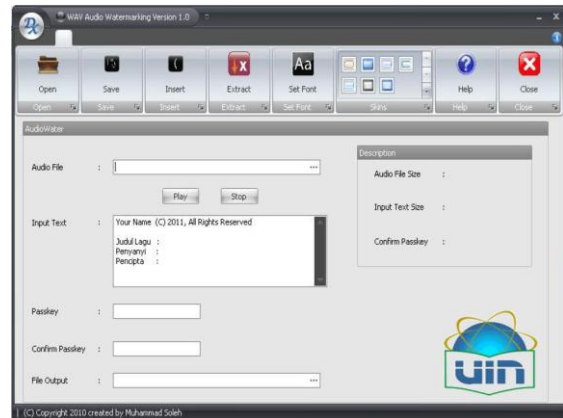 WAV Audio Watermarking Version 1.0
Open Save Insert Extract Set Font Help Close
Open Save Insert Extract Set Font Skins Help Close
AudioWater
Audio File :
Play Stop
Input Text : Your Name (C) 2011, All Rights Reserved
Judul Lagu :
Penyanyi :
Pencipta :
Passkey :
Confirm Passkey :
File Output :
Description
Audio File Size :
Input Text Size :
Confirm Passkey :
UIN
(C) Copyright 2010 created by Muhammad Soleh